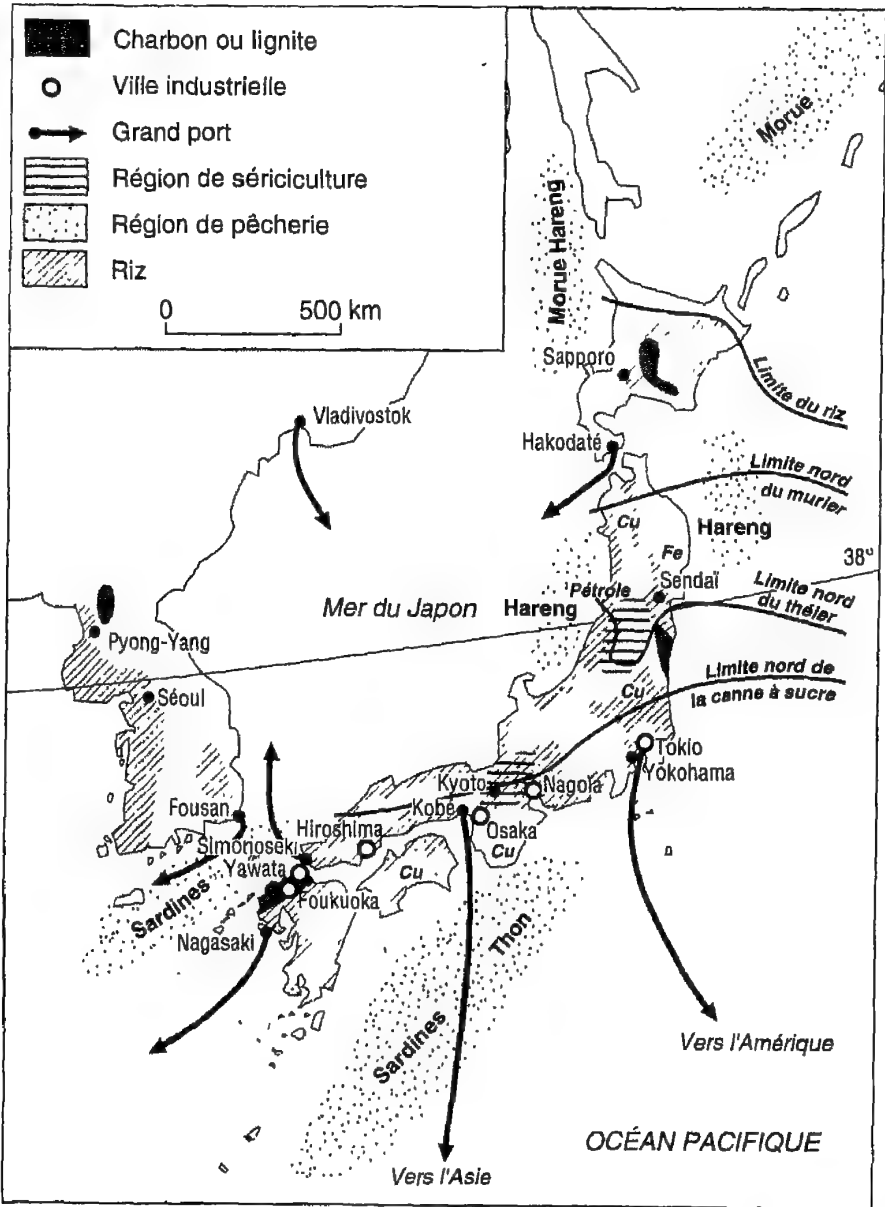 Charbon ou lignite
Ville industrielle
Grand port
Région de sériciculture
Région de pêcherie
Riz
0 500 km
Morue
Morue Hareng
Sapporo
Limite du riz
Vladivostok
Hakodaté
Limite nord
du murier
Cu
Hareng
Fe
38°
Pétrole
Sendaï
Mer du Japon
Hareng
Limite nord
du théier
Pyong-Yang
Limite nord de
la canne à sucre
Séoul
Cu
Tokio
Yokohama
Kyoto
Nagoïa
Kobé
Fousan
Hiroshima
Osaka
Simonoseki
Cu
Yawata
Cu
Foukuoka
Sardines
Nagasaki
Thon
Sardines
Vers l'Amérique
OCÉAN PACIFIQUE
Vers l'Asie